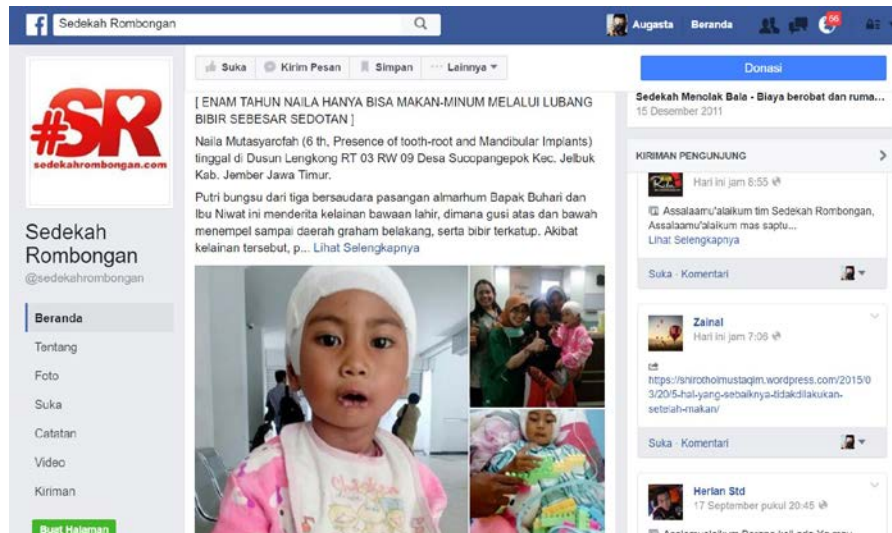 Sedekah Rombongan
Augasta Beranda
66
#SR
sedekahrombongan.com
Sedekah
Rombongan
@sedekahrombongan
Beranda
Tentang
Foto
Suka
Catatan
Video
Kiriman
Buat Halaman
Suka Kirim Pesan Simpan Lainnya
[ ENAM TAHUN NAILA HANYA BISA MAKAN-MINUM MELALUI LUBANG
BIBIR SEBESAR SEDOTAN ]
Naila Mutasyarofah (6 th, Presence of tooth-root and Mandibular Implants)
tinggal di Dusun Lengkong RT 03 RW 09 Desa Sucopangepok Kec. Jelbuk
Kab. Jember Jawa Timur.
Putri bungsu dari tiga bersaudara pasangan almarhum Bapak Buhari dan
Ibu Niwat ini menderita kelainan bawaan lahir, dimana gusi atas dan bawah
menempel sampai daerah graham belakang, serta bibir terkatup. Akibat
kelainan tersebut, p... Lihat Selengkapnya
Donasi
Sedekah Menolak Bala - Biaya berobat dan ruma...
15 Desember 2011
KIRIMAN PENGUNJUNG
Hari ini jam 8:55
Assalaamu'alaikum tim Sedekah Rombongan,
Assalaamu'alaikum mas saptu...
Lihat Selengkapnya
Suka · Komentari
Zainal
Hari ini jam 7:06
https://shirotholmustaqim.wordpress.com/2015/0
3/20/5-hal-yang-sebaiknya-tidakdilakukan-
setelah-makan/
Suka · Komentari
Herlan Std
17 September pukul 20:45